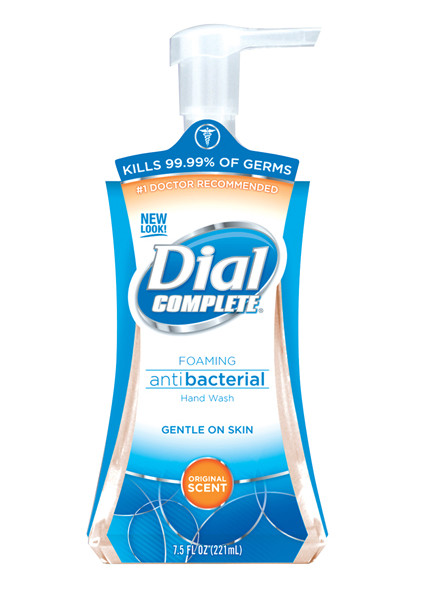 KILLS 99.99% OF GERMS
#1 DOCTOR RECOMMENDED
NEW
LOOK!
Dial
COMPLETE®
FOAMING
antibacterial
Hand Wash
GENTLE ON SKIN
ORIGINAL
SCENT
7.5 FL OZ (221mL)